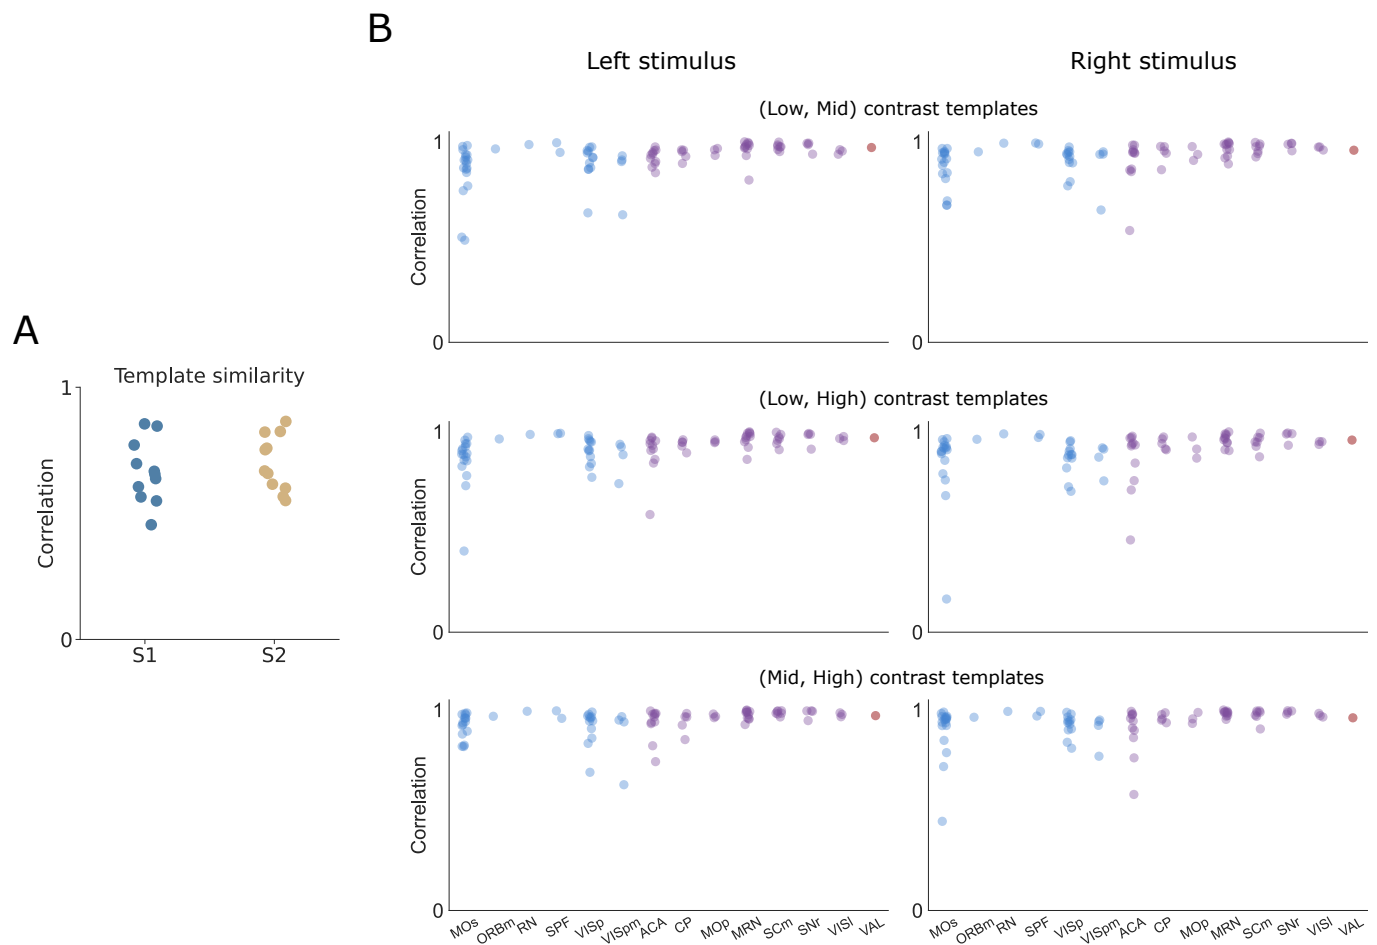 B
Left stimulus
Right stimulus
(Low, Mid) contrast templates
1
Correlation
0
1
0
A
Template similarity
1
Correlation
0
S1
S2
(Low, High) contrast templates
1
Correlation
0
1
0
(Mid, High) contrast templates
1
Correlation
0
1
0
MOs ORBm RN SPF VISp VISpm ACA CP MOp MRN SCm SNr VISl VAL
MOs ORBm RN SPF VISp VISpm ACA CP MOp MRN SCm SNr VISl VAL